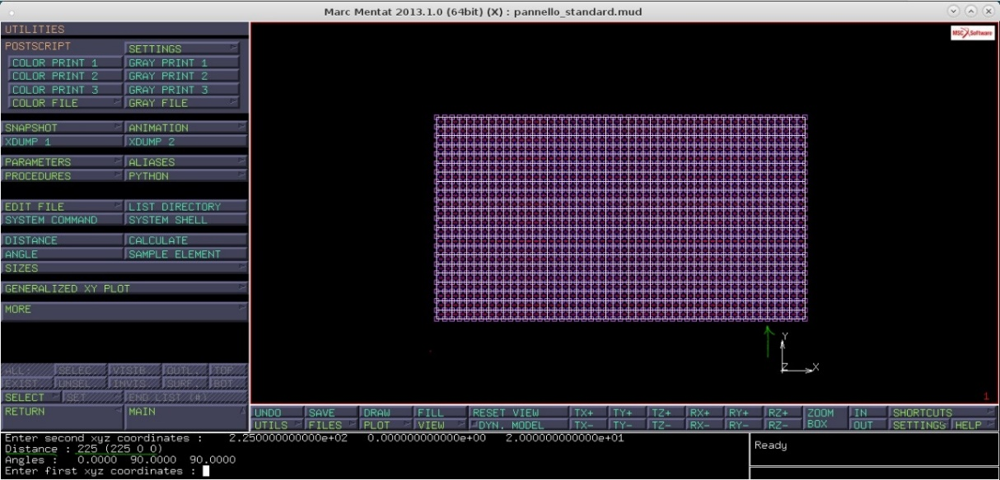 Marc Mentat 2013.1.0 (64bit) (X) : pannello_standard.mud
UTILITIES
POSTSCRIPT SETTINGS
COLOR PRINT 1 GRAY PRINT 1
COLOR PRINT 2 GRAY PRINT 2
COLOR PRINT 3 GRAY PRINT 3
COLOR FILE GRAY FILE
SNAPSHOT ANIMATION
XDUMP 1 XDUMP 2
PARAMETERS ALIASES
PROCEDURES PYTHON
EDIT FILE LIST DIRECTORY
SYSTEM COMMAND SYSTEM SHELL
DISTANCE CALCULATE
ANGLE SAMPLE ELEMENT
SIZES
GENERALIZED XY PLOT
MORE
ALL: SELEC. VISIB. OUTL. TOP
EXIST. UNSEL. INVIS. SURF. BOT.
SELECT SET END LIST (#)
RETURN MAIN
MSC Software
Y
Z X
1
UNDO SAVE DRAW FILL RESET VIEW TX+ TY+ TZ+ RX+ RY+ RZ+ ZOOM IN SHORTCUTS
UTILS FILES PLOT VIEW DYN. MODEL TX- TY- TZ- RX- RY- RZ- BOX OUT SETTINGS HELP
Enter second xyz coordinates : 2.250000000000e+02 0.000000000000e+00 2.000000000000e+01
Distance : 225 (225 0 0)
Angles : 0.0000 90.0000 90.0000
Enter first xyz coordinates :
Ready